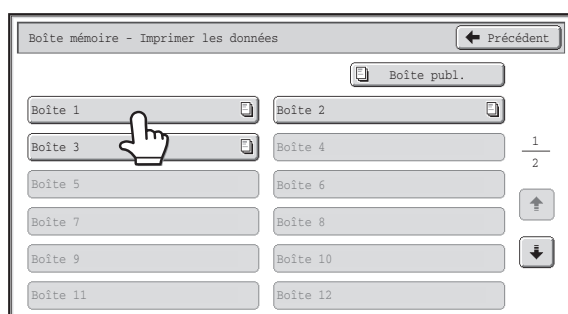 Boîte mémoire - Imprimer les données
Précédent
Boîte publ.
Boîte 1
Boîte 2
Boîte 3
Boîte 4
1
2
Boîte 5
Boîte 6
Boîte 7
Boîte 8
Boîte 9
Boîte 10
Boîte 11
Boîte 12